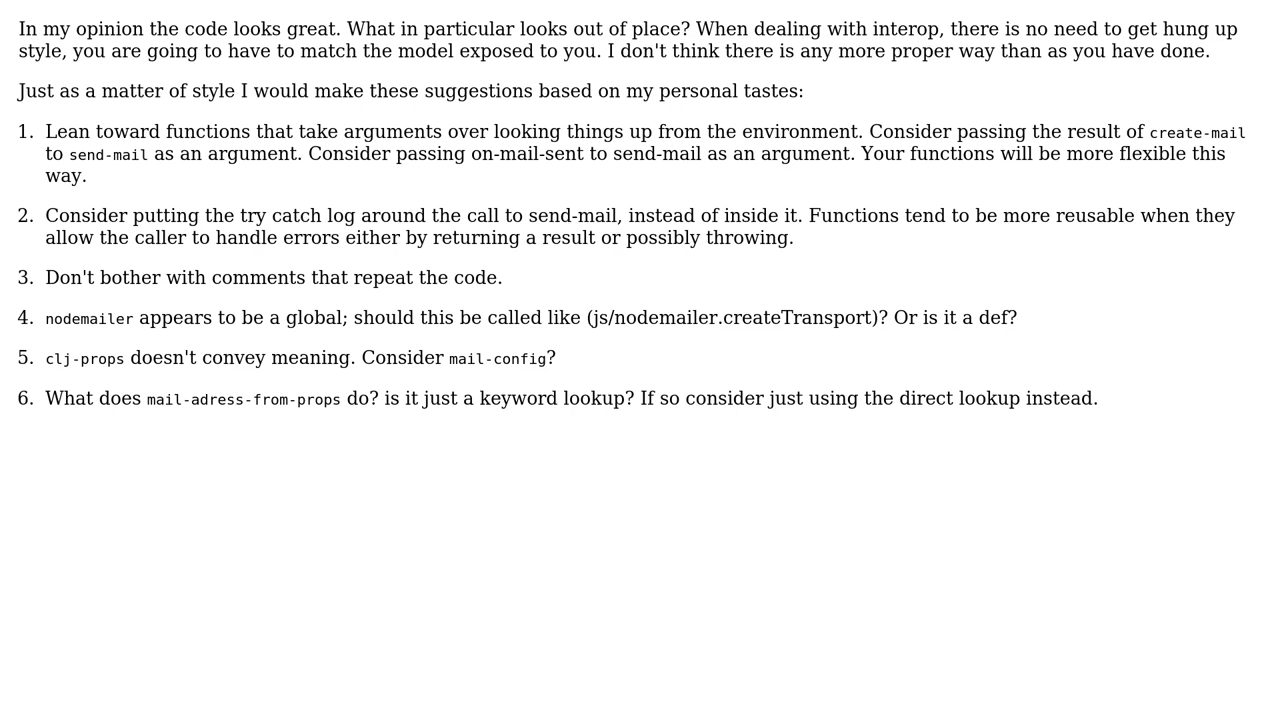 In my opinion the code looks great. What in particular looks out of place? When dealing with interop, there is no need to get hung up
style, you are going to have to match the model exposed to you. I don't think there is any more proper way than as you have done.
Just as a matter of style I would make these suggestions based on my personal tastes:
1. Lean toward functions that take arguments over looking things up from the environment. Consider passing the result of create-mail
to send-mail as an argument. Consider passing on-mail-sent to send-mail as an argument. Your functions will be more flexible this
way.
2. Consider putting the try catch log around the call to send-mail, instead of inside it. Functions tend to be more reusable when they
allow the caller to handle errors either by returning a result or possibly throwing.
3. Don't bother with comments that repeat the code.
4. nodemailer appears to be a global; should this be called like (js/nodemailer.createTransport)? Or is it a def?
5. clj-props doesn't convey meaning. Consider mail-config?
6. What does mail-adress-from-props do? is it just a keyword lookup? If so consider just using the direct lookup instead.